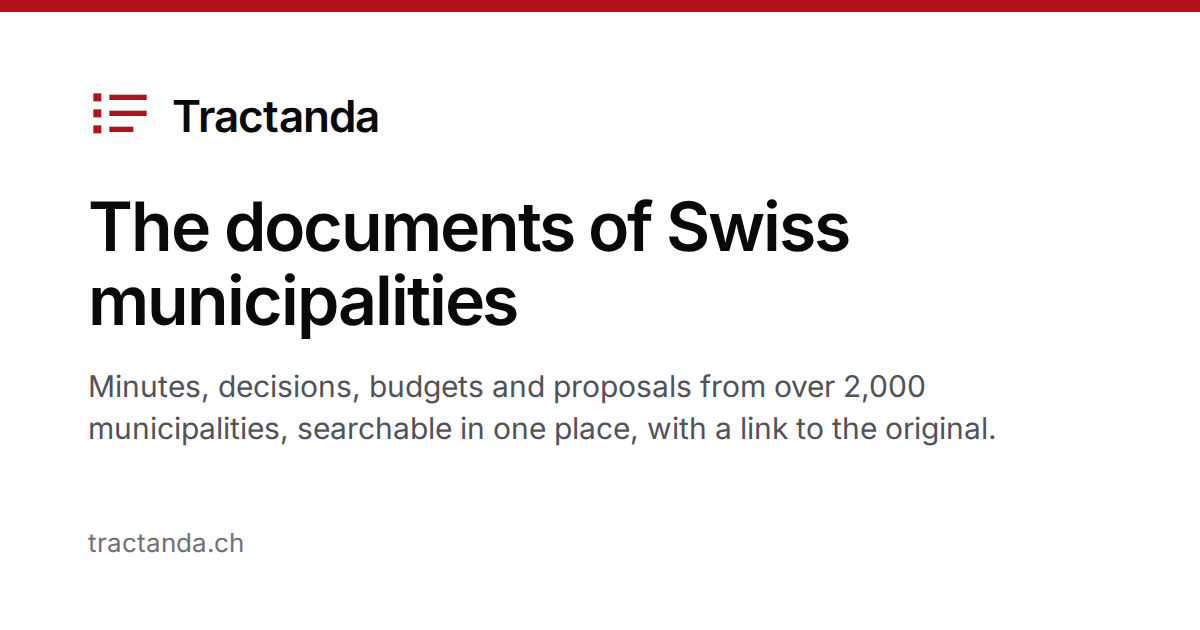 Tractanda
The documents of Swiss
municipalities
Minutes, decisions, budgets and proposals from over 2,000
municipalities, searchable in one place, with a link to the original.
tractanda.ch